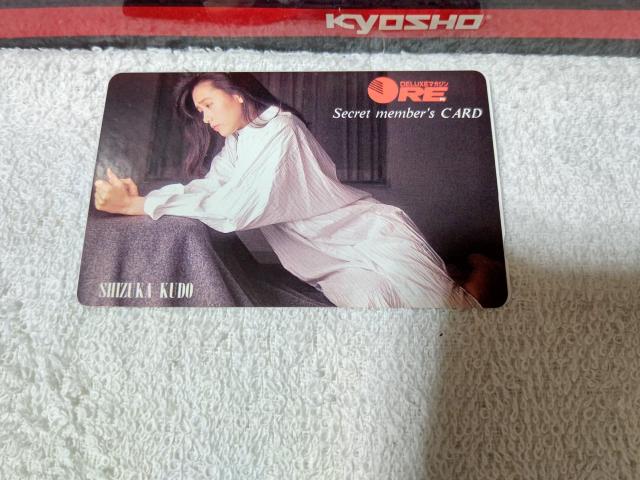 KYOSHO
DELUXEマガジン
ORE
Secret member's CARD
SHIZUKA KUDO